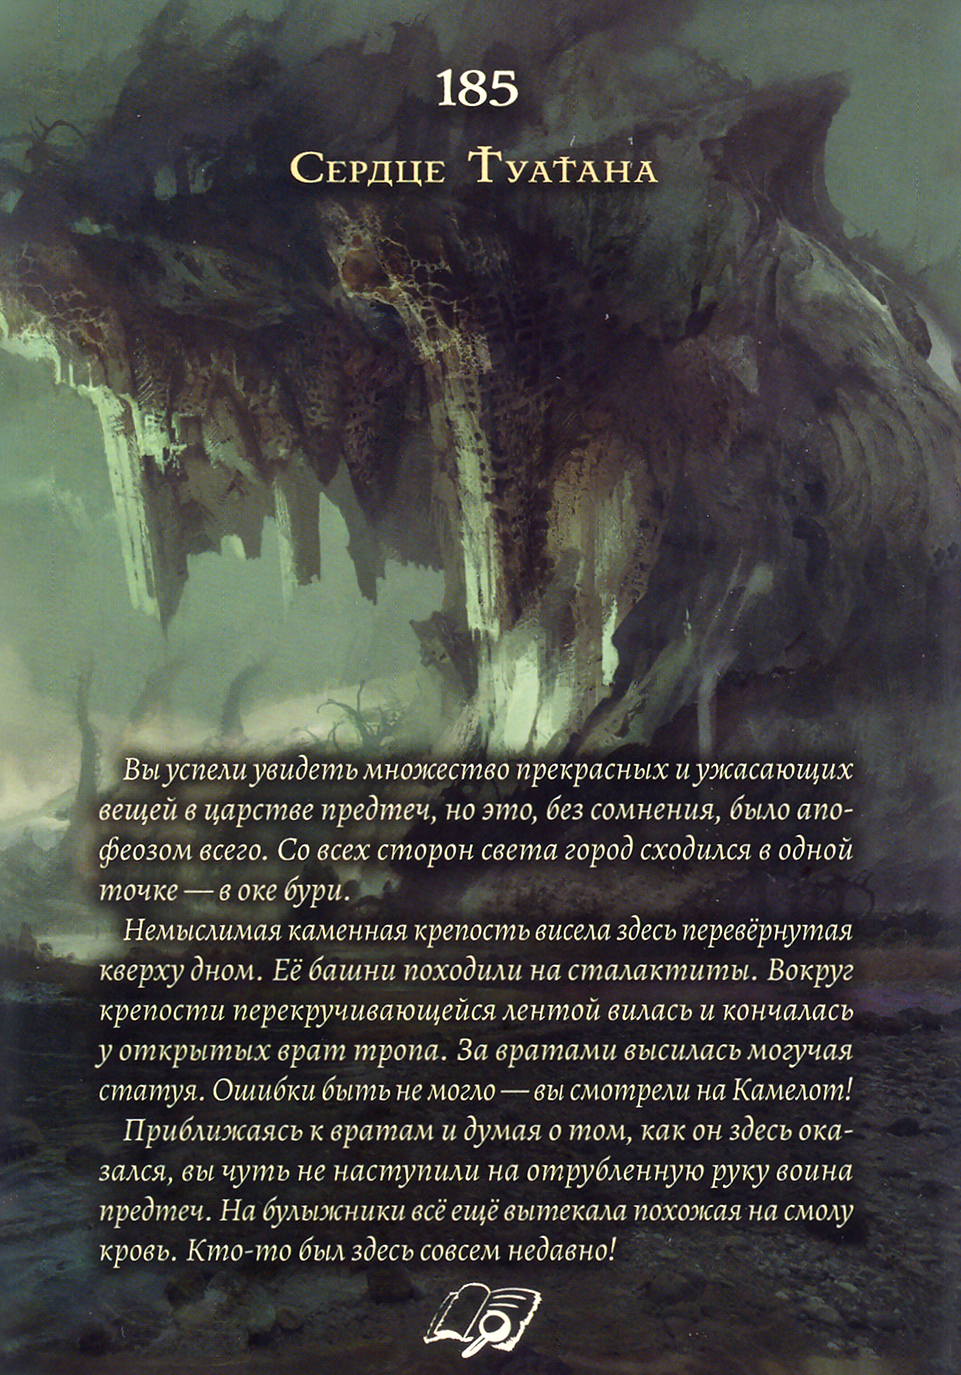 185
Сердце Туатана
Вы успели увидеть множество прекрасных и ужасающих
вещей в царстве предтеч, но это, без сомнения, было апо-
феозом всего. Со всех сторон света город сходился в одной
точке — в оке бури.
Немыслимая каменная крепость висела здесь перевёрнутая
кверху дном. Её башни походили на сталактиты. Вокруг
крепости перекручивающейся лентой вилась и кончалась
у открытых врат тропа. За вратами высилась могучая
статуя. Ошибки быть не могло — вы смотрели на Камелот!
Приближаясь к вратам и думая о том, как он здесь ока-
зался, вы чуть не наступили на отрубленную руку воина
предтеч. На булыжники всё ещё вытекала похожая на смолу
кровь. Кто-то был здесь совсем недавно!